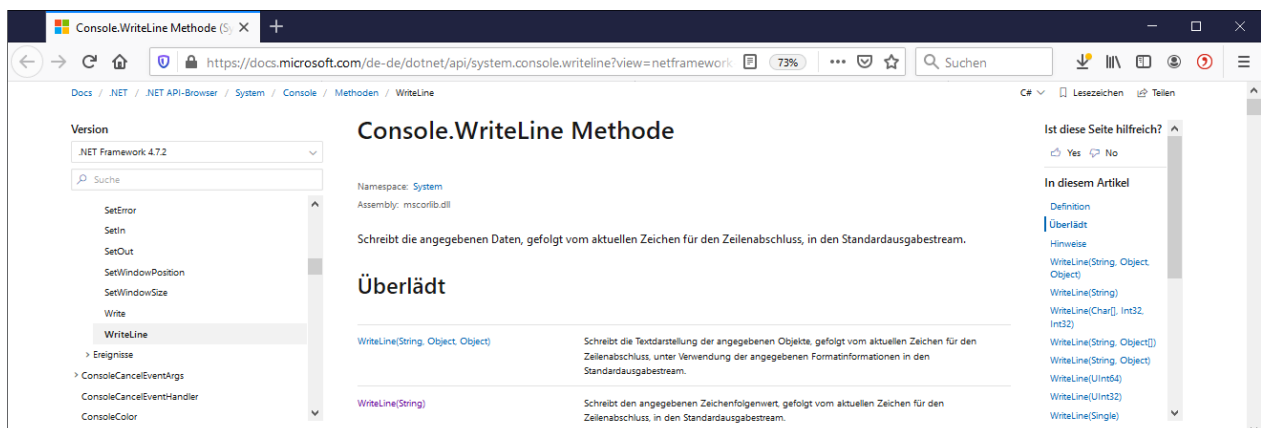 Console.WriteLine Methode (Sy
https://docs.microsoft.com/de-de/dotnet/api/system.console.writeline?view=netframework
73%
Suchen
Docs / .NET / .NET API-Browser / System / Console / Methoden / WriteLine
C#
Lesezeichen
Teilen
Version
.NET Framework 4.7.2
Suche
SetError
SetIn
SetOut
SetWindowPosition
SetWindowSize
Write
WriteLine
> Ereignisse
> ConsoleCancelEventArgs
ConsoleCancelEventHandler
ConsoleColor
Console.WriteLine Methode
Namespace: System
Assembly: mscorlib.dll
Schreibt die angegebenen Daten, gefolgt vom aktuellen Zeichen für den Zeilenabschluss, in den Standardausgabestream.
Überlädt
WriteLine(String, Object, Object)
Schreibt die Textdarstellung der angegebenen Objekte, gefolgt vom aktuellen Zeichen für den
Zeilenabschluss, unter Verwendung der angegebenen Formatinformationen in den
Standardausgabestream.
WriteLine(String)
Schreibt den angegebenen Zeichenfolgenwert, gefolgt vom aktuellen Zeichen für den
Zeilenabschluss, in den Standardausgabestream.
Ist diese Seite hilfreich?
Yes No
In diesem Artikel
Definition
Überlädt
Hinweise
WriteLine(String, Object,
Object)
WriteLine(String)
WriteLine(Char[], Int32,
Int32)
WriteLine(String, Object[])
WriteLine(String, Object)
WriteLine(UInt64)
WriteLine(UInt32)
WriteLine(Single)